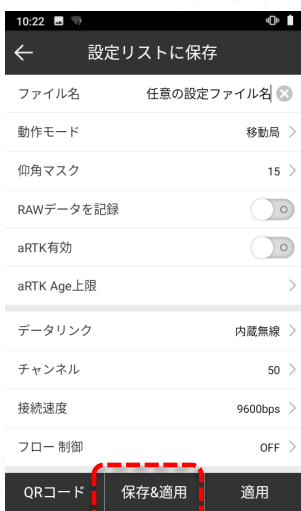 10:22
設定リストに保存
ファイル名 任意の設定ファイル名
動作モード 移動局
仰角マスク 15
RAWデータを記録
aRTK有効
aRTK Age上限
データリンク 内蔵無線
チャンネル 50
接続速度 9600bps
フロー 制御 OFF
QRコード 保存&適用 適用